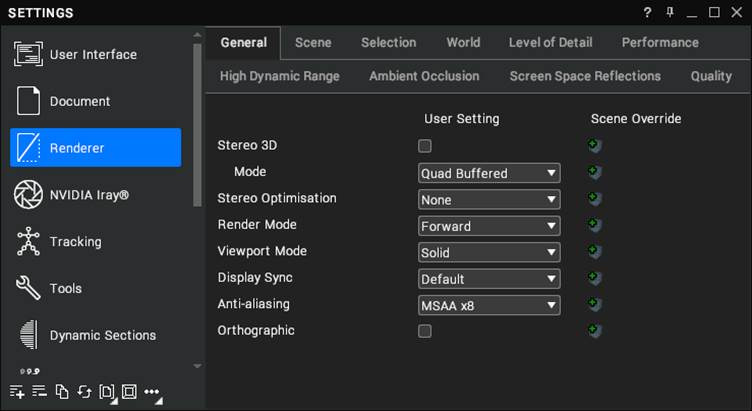 SETTINGS
?
User Interface
Document
Renderer
NVIDIA Iray®
Tracking
Tools
Dynamic Sections
General Scene Selection World Level of Detail Performance
High Dynamic Range Ambient Occlusion Screen Space Reflections Quality
User Setting Scene Override
Stereo 3D
Mode Quad Buffered
Stereo Optimisation None
Render Mode Forward
Viewport Mode Solid
Display Sync Default
Anti-aliasing MSAA x8
Orthographic